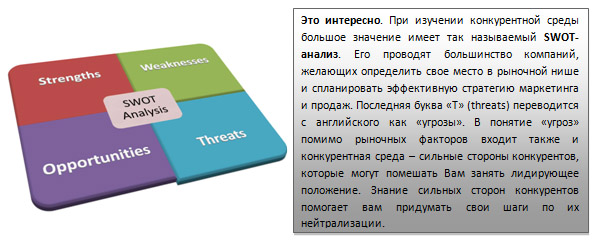 Strengths
Weaknesses
SWOT
Analysis
Opportunities
Threats
Это интересно. При изучении конкурентной среды
большое значение имеет так называемый SWOT-
анализ. Его проводят большинство компаний,
желающих определить свое место в рыночной нише
и спланировать эффективную стратегию маркетинга
и продаж. Последняя буква «T» (threats) переводится
с английского как «угрозы». В понятие «угроз»
помимо рыночных факторов входит также и
конкурентная среда – сильные стороны конкурентов,
которые могут помешать Вам занять лидирующее
положение. Знание сильных сторон конкурентов
помогает вам придумать свои шаги по их
нейтрализации.